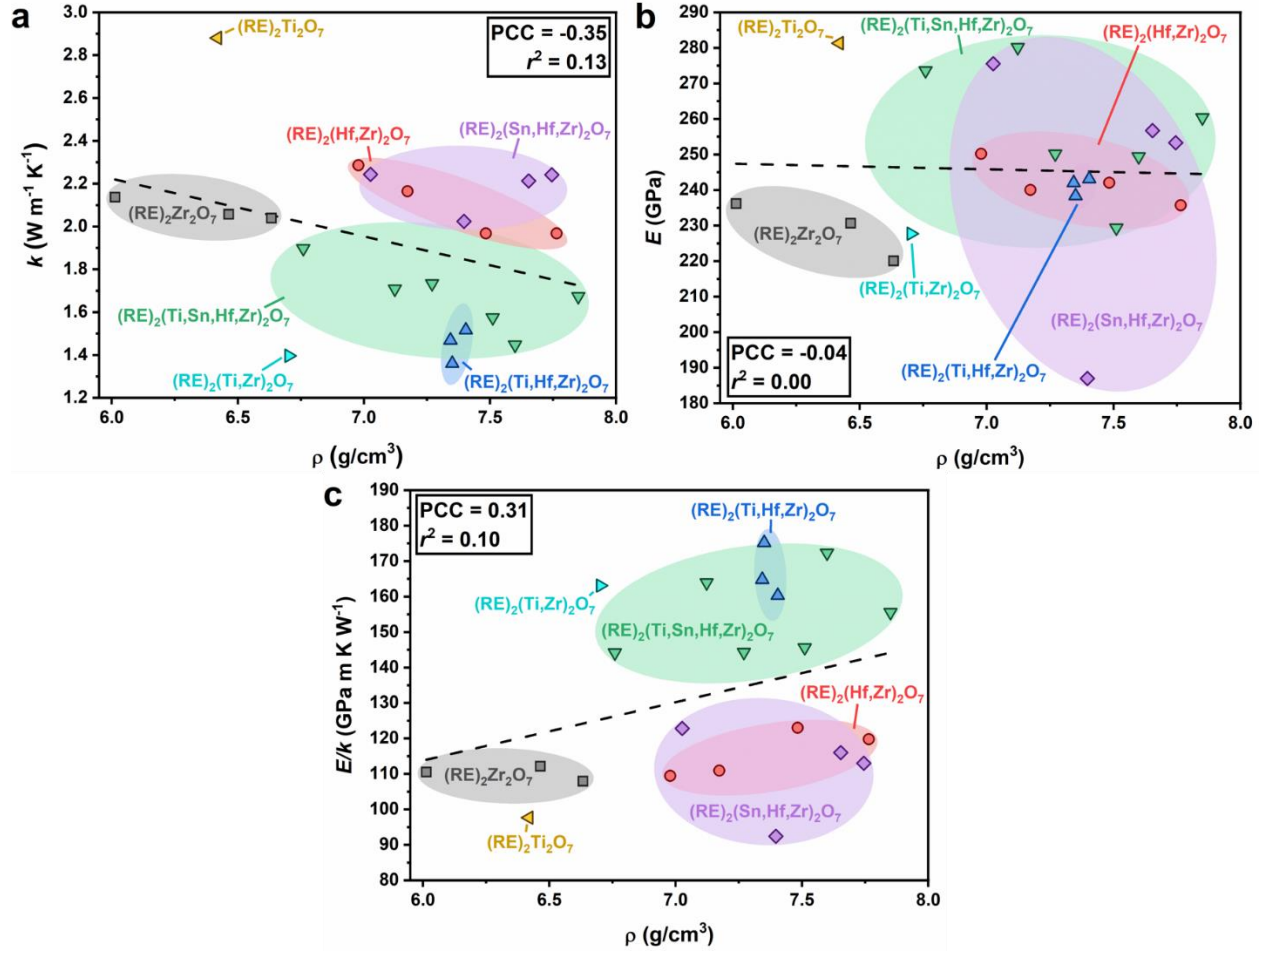 a
3.0
2.8
2.6
2.4
2.2
2.0
1.8
1.6
1.4
1.2
k (W m⁻¹ K⁻¹)
(RE)₂Ti₂O₇
PCC = -0.35
r² = 0.13
(RE)₂(Hf,Zr)₂O₇
(RE)₂(Sn,Hf,Zr)₂O₇
(RE)₂Zr₂O₇
(RE)₂(Ti,Sn,Hf,Zr)₂O₇
(RE)₂(Ti,Zr)₂O₇
(RE)₂(Ti,Hf,Zr)₂O₇
6.0 6.5 7.0 7.5 8.0
ρ (g/cm³)
b
290
280
270
260
250
240
230
220
210
200
190
180
E (GPa)
(RE)₂Ti₂O₇
(RE)₂(Ti,Sn,Hf,Zr)₂O₇
(RE)₂(Hf,Zr)₂O₇
(RE)₂Zr₂O₇
(RE)₂(Ti,Zr)₂O₇
(RE)₂(Sn,Hf,Zr)₂O₇
PCC = -0.04
r² = 0.00
(RE)₂(Ti,Hf,Zr)₂O₇
6.0 6.5 7.0 7.5 8.0
ρ (g/cm³)
c
190
180
170
160
150
140
130
120
110
100
90
80
E/k (GPa m K W⁻¹)
PCC = 0.31
r² = 0.10
(RE)₂(Ti,Hf,Zr)₂O₇
(RE)₂(Ti,Zr)₂O₇
(RE)₂(Ti,Sn,Hf,Zr)₂O₇
(RE)₂(Hf,Zr)₂O₇
(RE)₂Zr₂O₇
(RE)₂(Sn,Hf,Zr)₂O₇
(RE)₂Ti₂O₇
6.0 6.5 7.0 7.5 8.0
ρ (g/cm³)